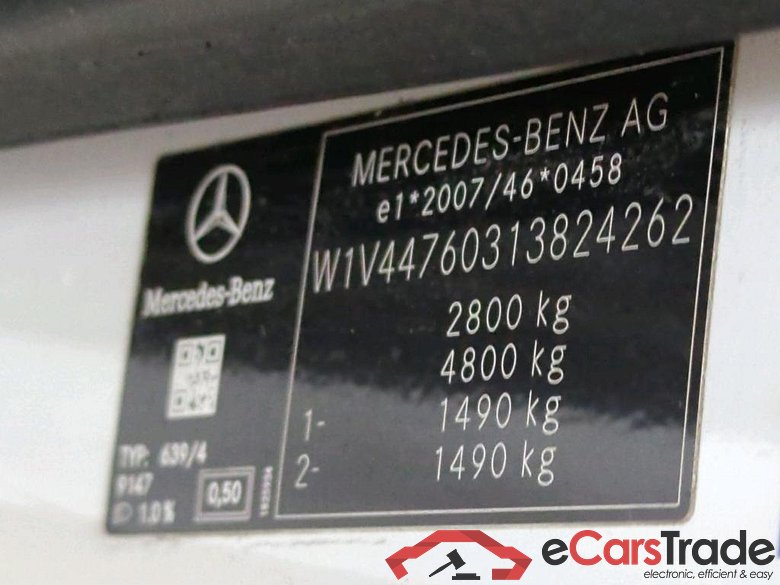 MERCEDES-BENZ AG
e1*2007/46*0458
W1V44760313824262
2800 kg
4800 kg
1- 1490 kg
2- 1490 kg
Mercedes-Benz
TYP: 639/4
9147
1.0%
0,50
eCarsTrade
electronic, efficient & easy